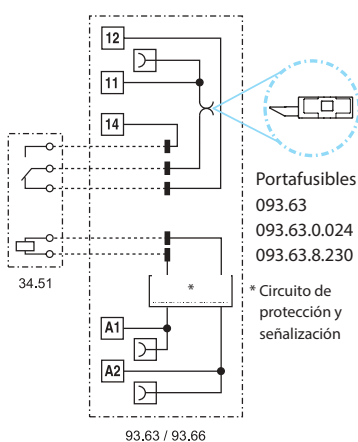 12
11
14
34.51
*
A1
A2
93.63 / 93.66
Portafusibles
093.63
093.63.0.024
093.63.8.230
* Circuito de
protección y
señalización